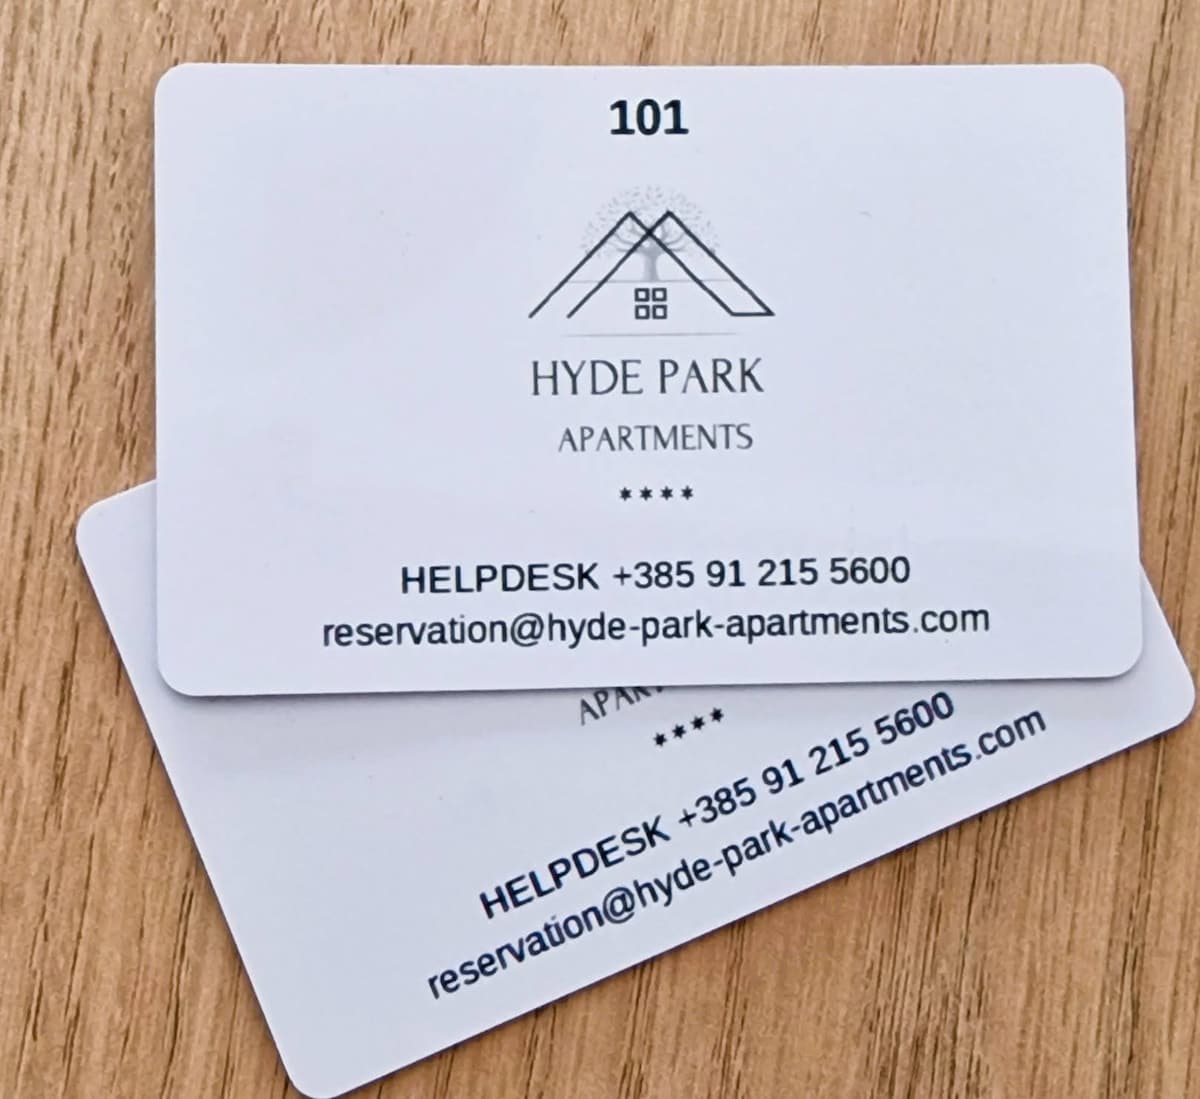 101
HYDE PARK
APARTMENTS
****
HELPDESK +385 91 215 5600
reservation@hyde-park-apartments.com
****
HELPDESK +385 91 215 5600
reservation@hyde-park-apartments.com